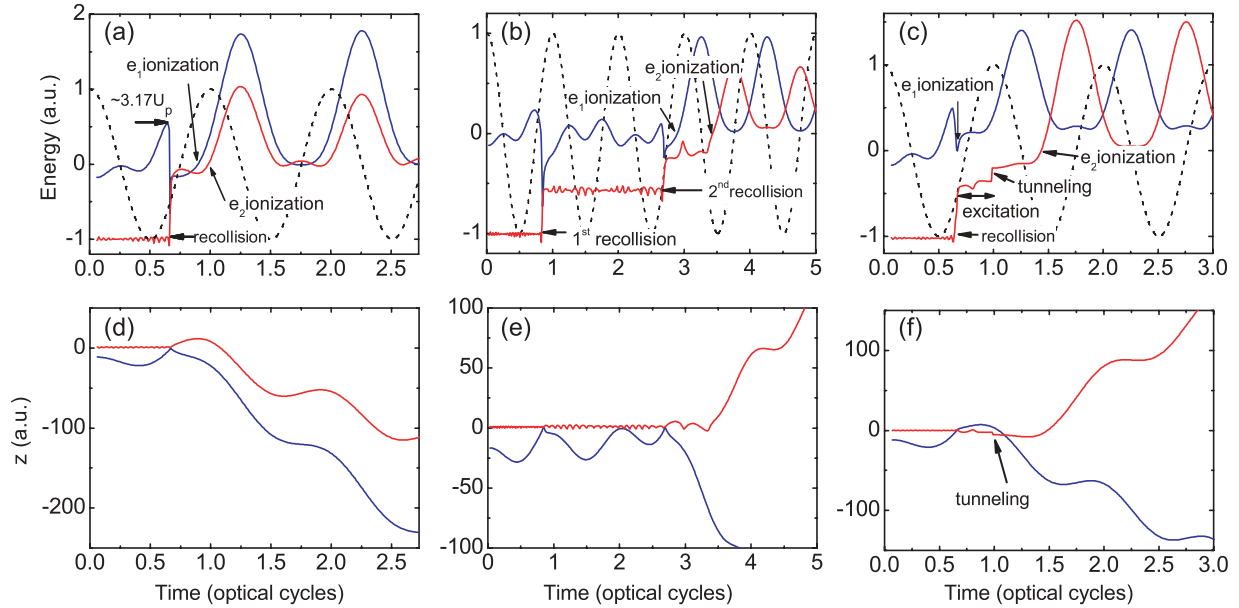 (a)
e1ionization
~3.17Up
e2ionization
recollision
Energy (a.u.)
1
0
-1
0.0 0.5 1.0 1.5 2.0 2.5
(b)
e1ionization
e2ionization
2nd recollision
1st recollision
1
0
-1
0 1 2 3 4 5
(c)
e1ionization
e2ionization
tunneling
excitation
recollision
1
0
-1
0.0 0.5 1.0 1.5 2.0 2.5 3.0
(d)
z (a.u.)
0
-100
-200
0.0 0.5 1.0 1.5 2.0 2.5
Time (optical cycles)
(e)
100
50
0
-50
-100
0 1 2 3 4 5
Time (optical cycles)
(f)
tunneling
100
0
-100
0.0 0.5 1.0 1.5 2.0 2.5 3.0
Time (optical cycles)